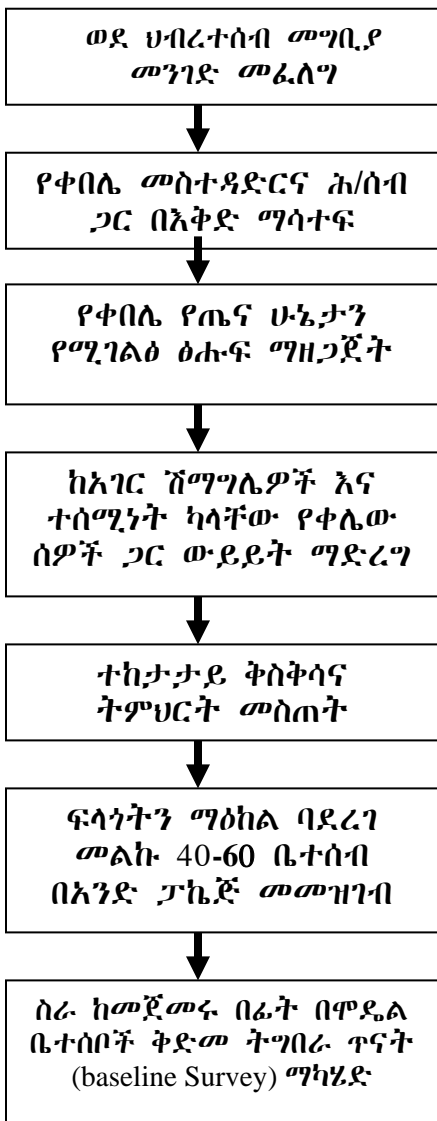 ወደ ህብረተሰብ መግቢያ
መንገድ መፈለግ
የቀበሌ መስተዳድርና ሕ/ሰብ
ጋር በእቅድ ማሳተፍ
የቀበሌ የጤና ሁኔታን
የሚገልፅ ፅሑፍ ማዘጋጀት
ከአገር ሽማግሌዎች እና
ተሰሚነት ካላቸው የቀሌው
ሰዎች ጋር ውይይት ማድረግ
ተከታታይ ቅስቅሳና
ትምህርት መስጠት
ፍላጎትን ማዕከል ባደረገ
መልኩ 40-60 ቤተሰብ
በአንድ ፓኬጅ መመዝገብ
ስራ ከመጀመሩ በፊት በሞዴል
ቤተሰቦች ቅድመ ትግበራ ጥናት
(baseline Survey) ማካሄድ